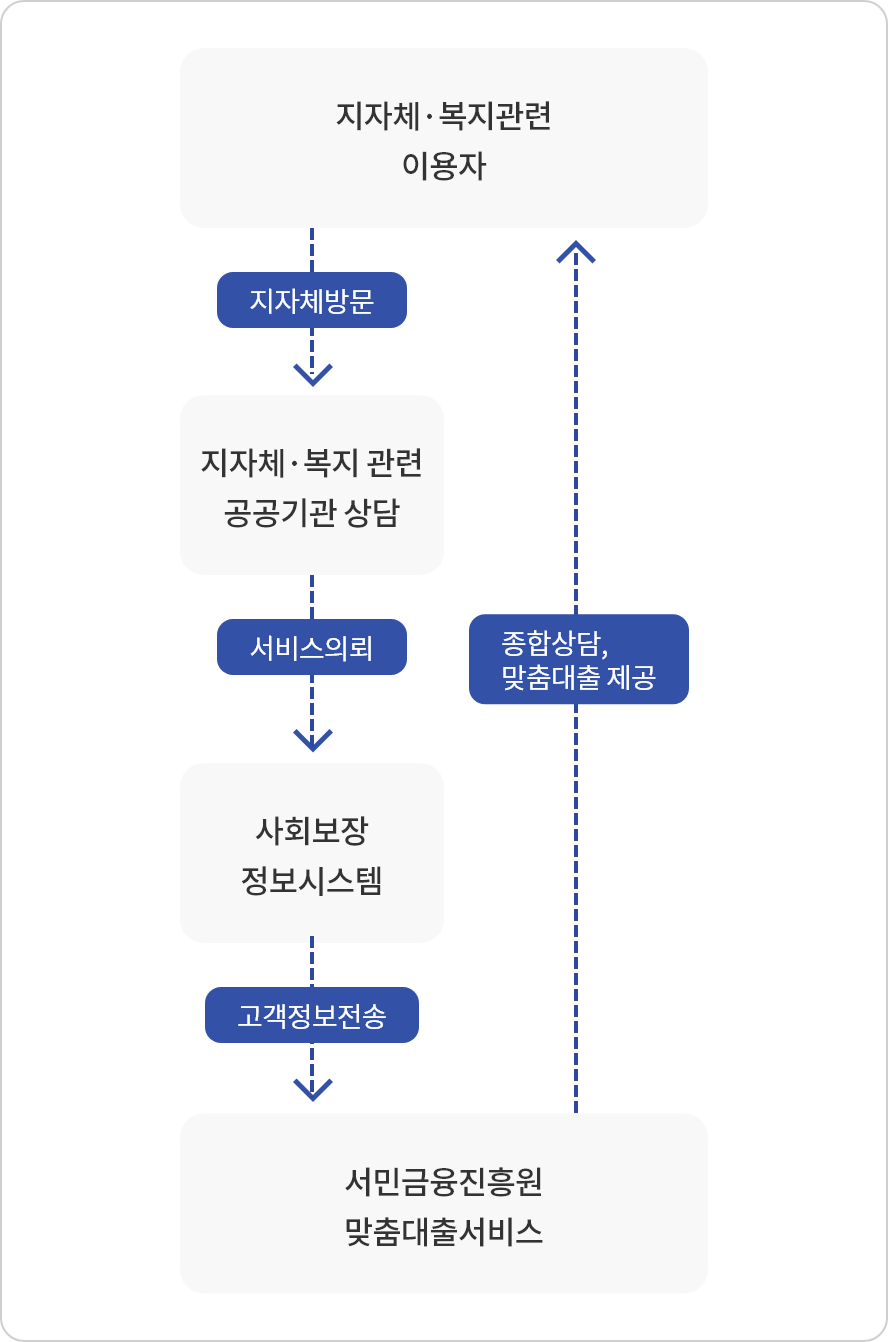 지자체·복지관련
이용자
지자체방문
지자체·복지 관련
공공기관 상담
서비스의뢰
종합상담,
맞춤대출 제공
사회보장
정보시스템
고객정보전송
서민금융진흥원
맞춤대출서비스